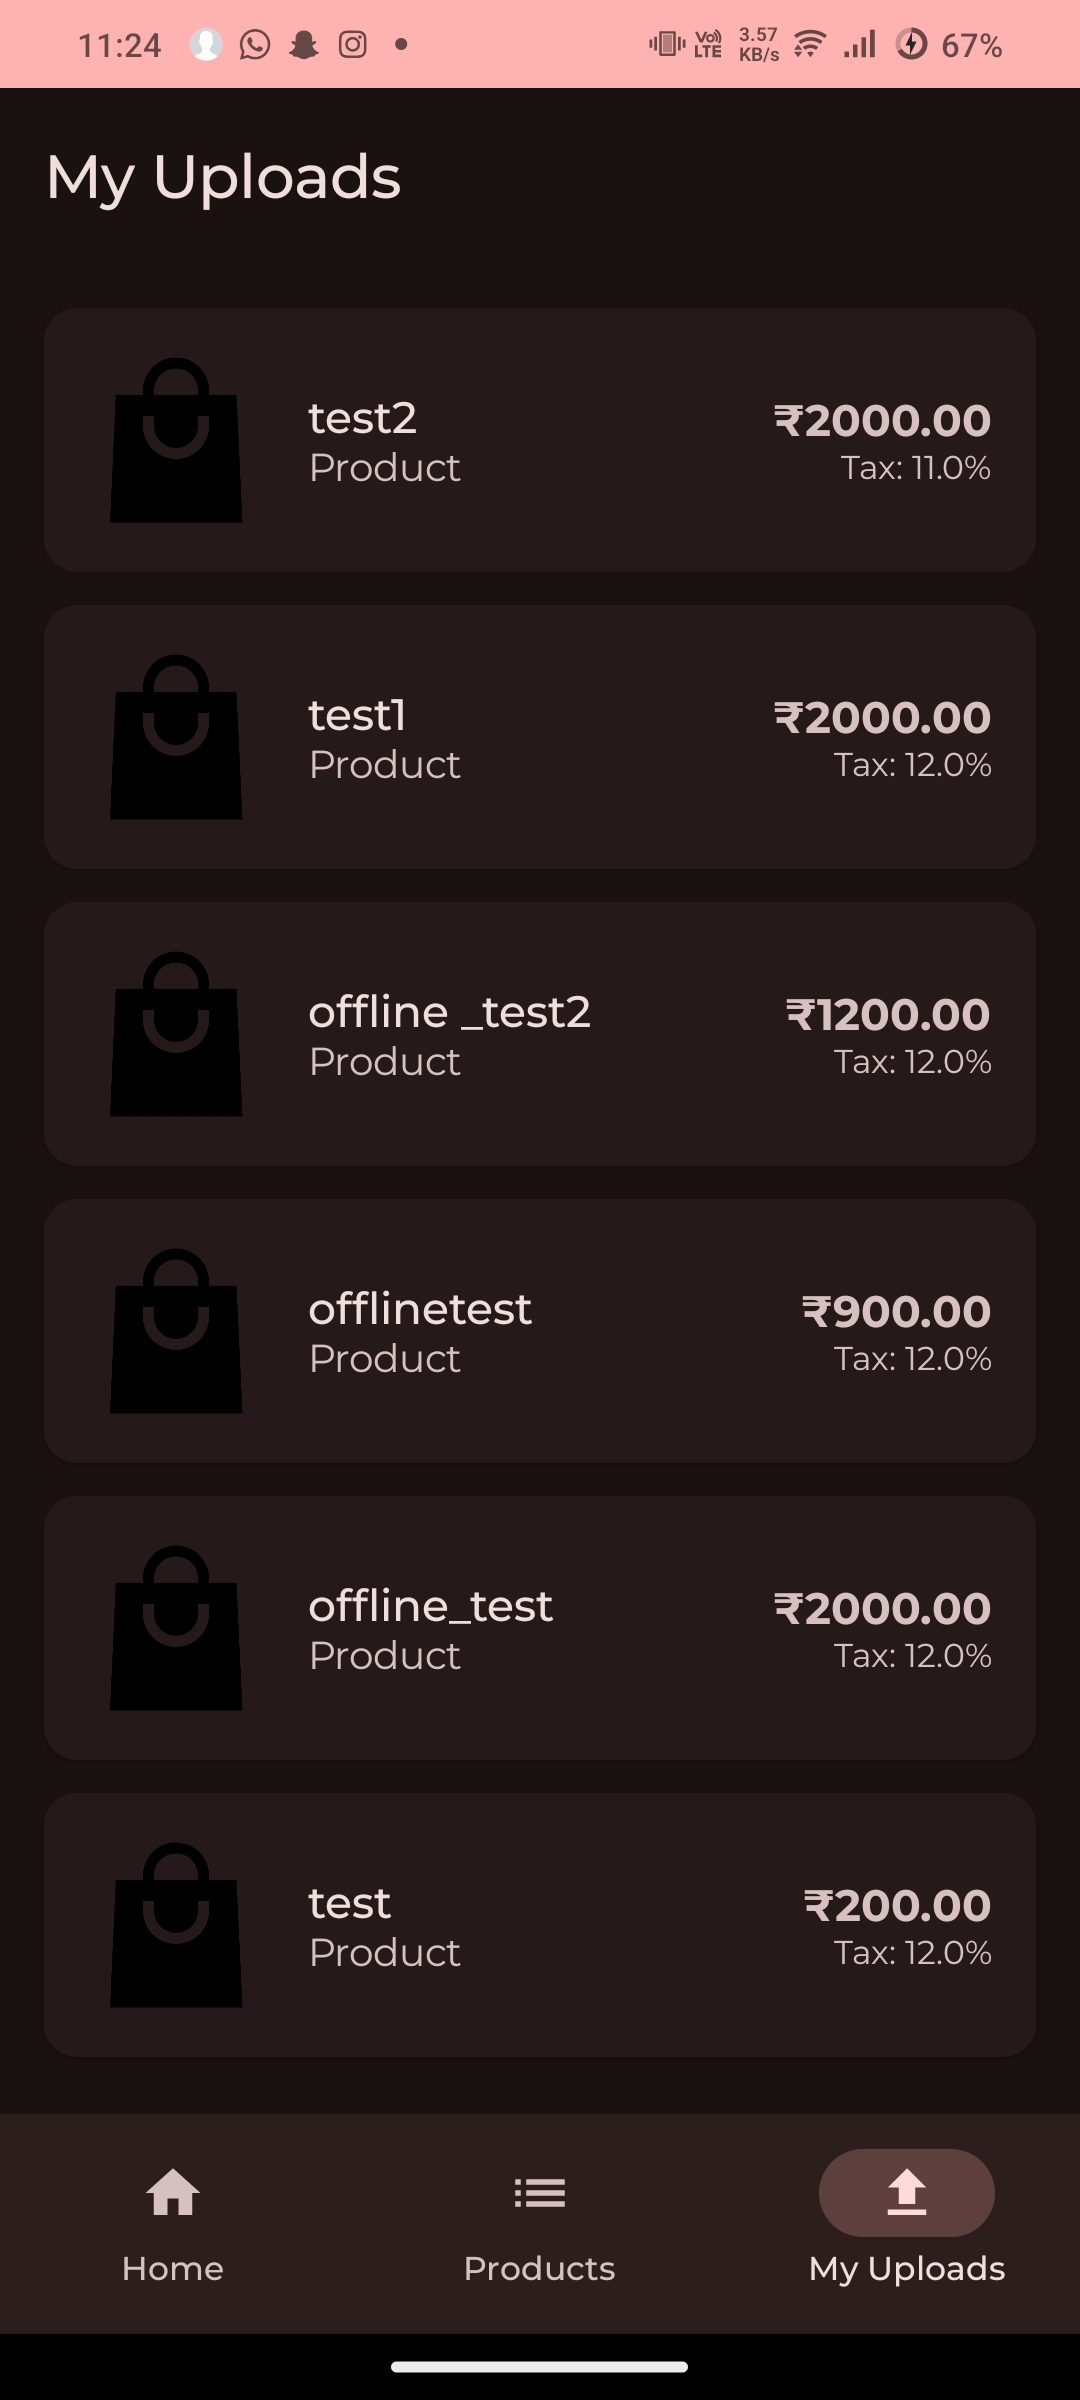 11:24
Vo)) LTE
3.57 KB/s
67%
My Uploads
test2
Product
₹2000.00
Tax: 11.0%
test1
Product
₹2000.00
Tax: 12.0%
offline _test2
Product
₹1200.00
Tax: 12.0%
offlinetest
Product
₹900.00
Tax: 12.0%
offline_test
Product
₹2000.00
Tax: 12.0%
test
Product
₹200.00
Tax: 12.0%
Home
Products
My Uploads